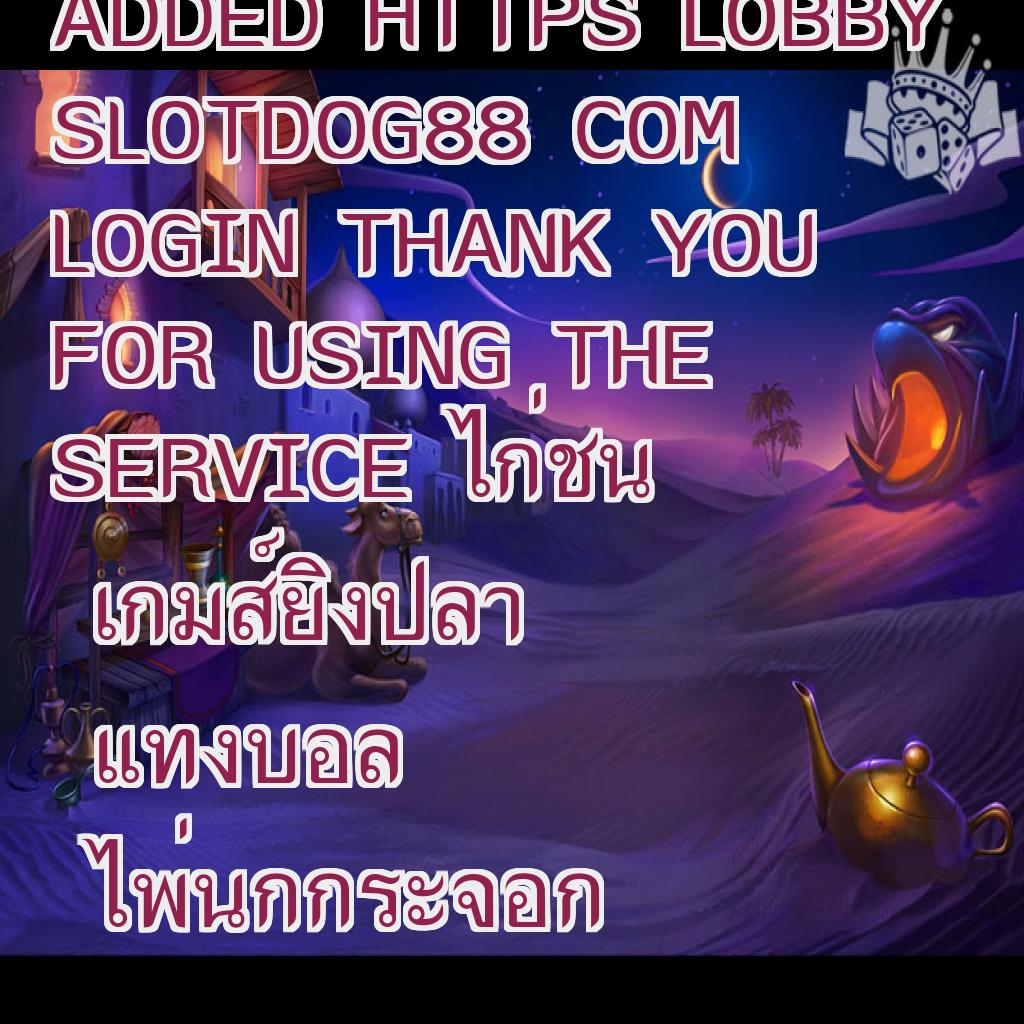 ADDED HTTPS LOBBY
SLOTDOG88 COM
LOGIN THANK YOU
FOR USING THE
SERVICE ไก่ชน
เกมส์ยิงปลา
แทงบอล
ไพ่นกกระจอก